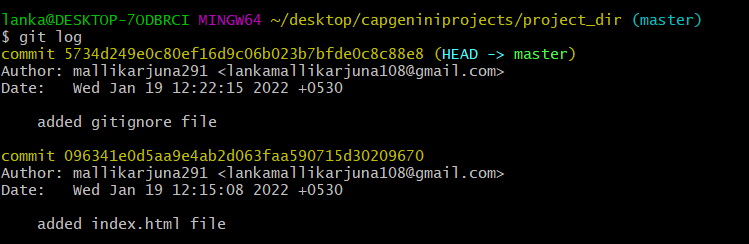 lanka@DESKTOP-7ODBRCI MINGW64 ~/desktop/capgeniniprojects/project_dir (master)
$ git log
commit 5734d249e0c80ef16d9c06b023b7bfde0c8c88e8 (HEAD -> master)
Author: mallikarjuna291 <lankamallikarjuna108@gmail.com>
Date:   Wed Jan 19 12:22:15 2022 +0530
    added gitignore file
commit 096341e0d5aa9e4ab2d063faa590715d30209670
Author: mallikarjuna291 <lankamallikarjuna108@gmail.com>
Date:   Wed Jan 19 12:15:08 2022 +0530
    added index.html file